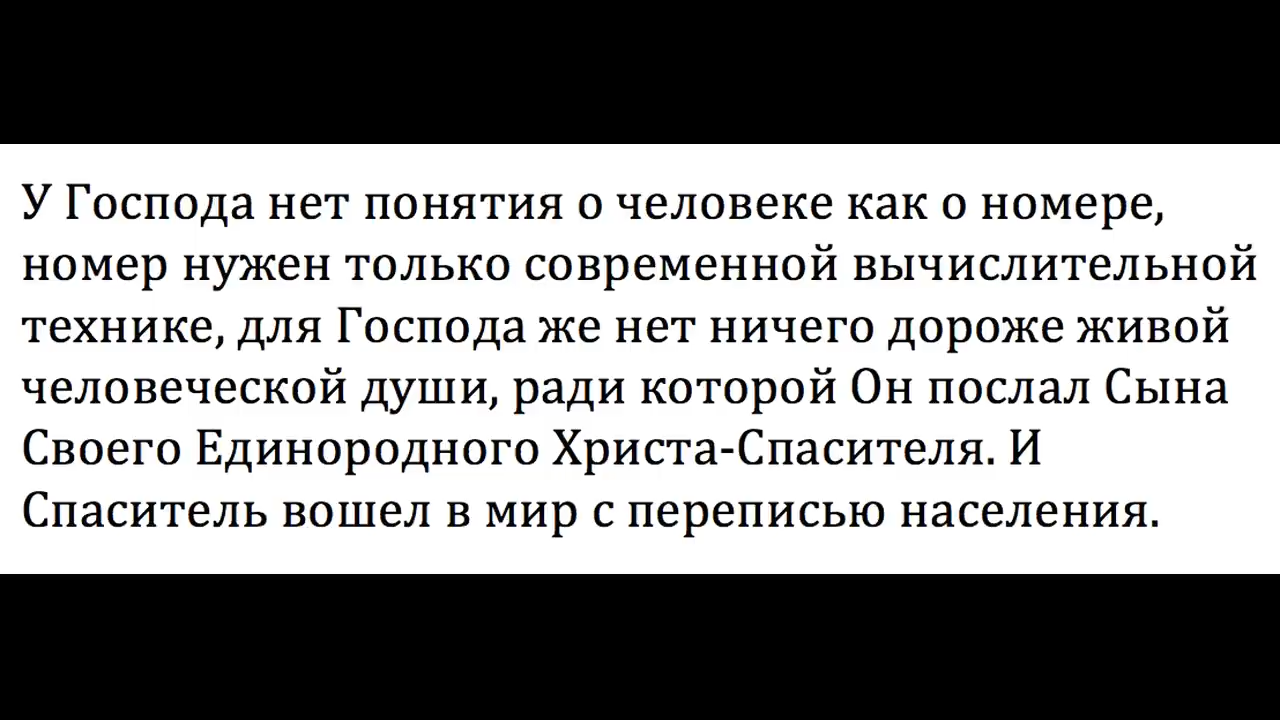 У Господа нет понятия о человеке как о номере,
номер нужен только современной вычислительной
технике, для Господа же нет ничего дороже живой
человеческой души, ради которой Он послал Сына
Своего Единородного Христа-Спасителя. И
Спаситель вошел в мир с переписью населения.